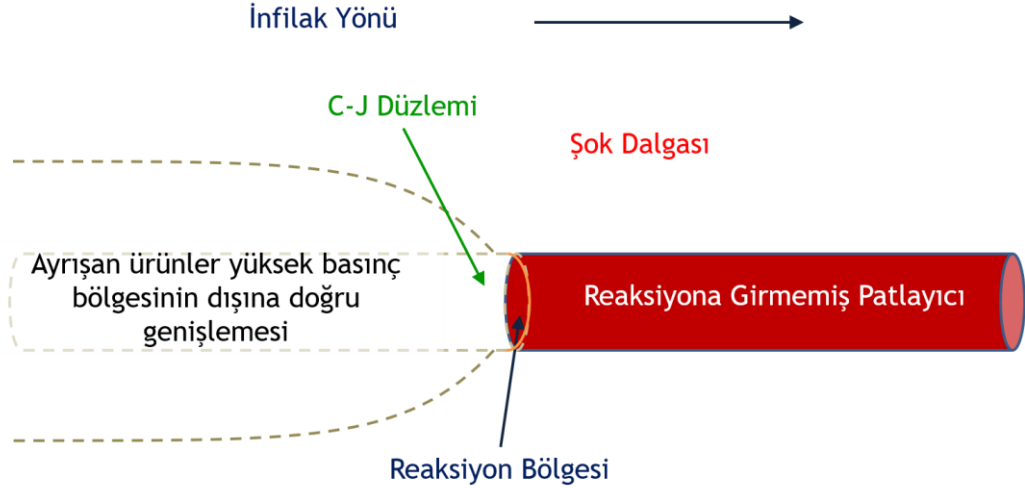 İnfilak Yönü
C-J Düzlemi
Şok Dalgası
Ayrışan ürünler yüksek basınç
bölgesinin dışına doğru
genişlemesi
Reaksiyona Girmemiş Patlayıcı
Reaksiyon Bölgesi